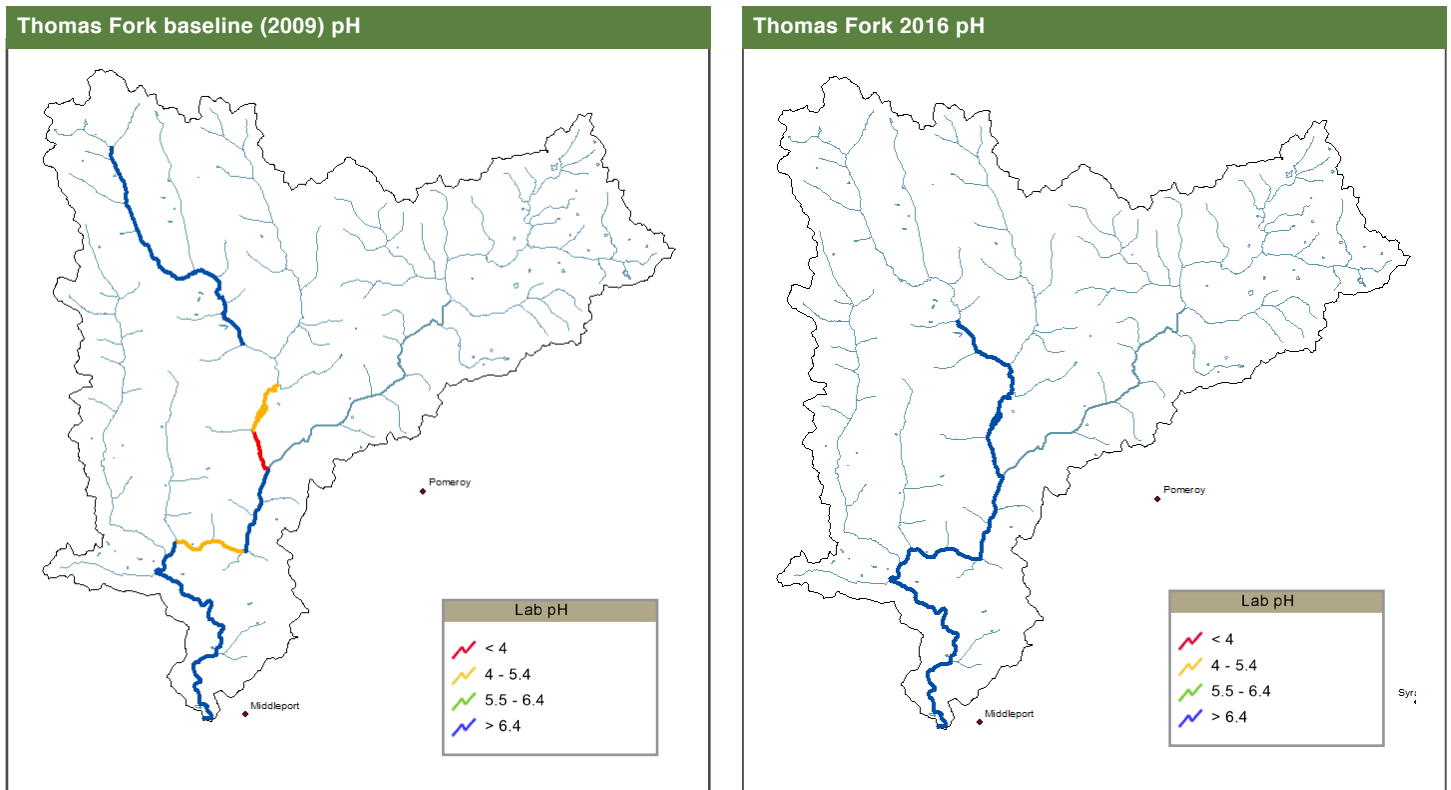 Thomas Fork baseline (2009) pH
Pomeroy
Lab pH
< 4
4 - 5.4
5.5 - 6.4
> 6.4
Middleport
Thomas Fork 2016 pH
Pomeroy
Lab pH
< 4
4 - 5.4
5.5 - 6.4
> 6.4
Middleport